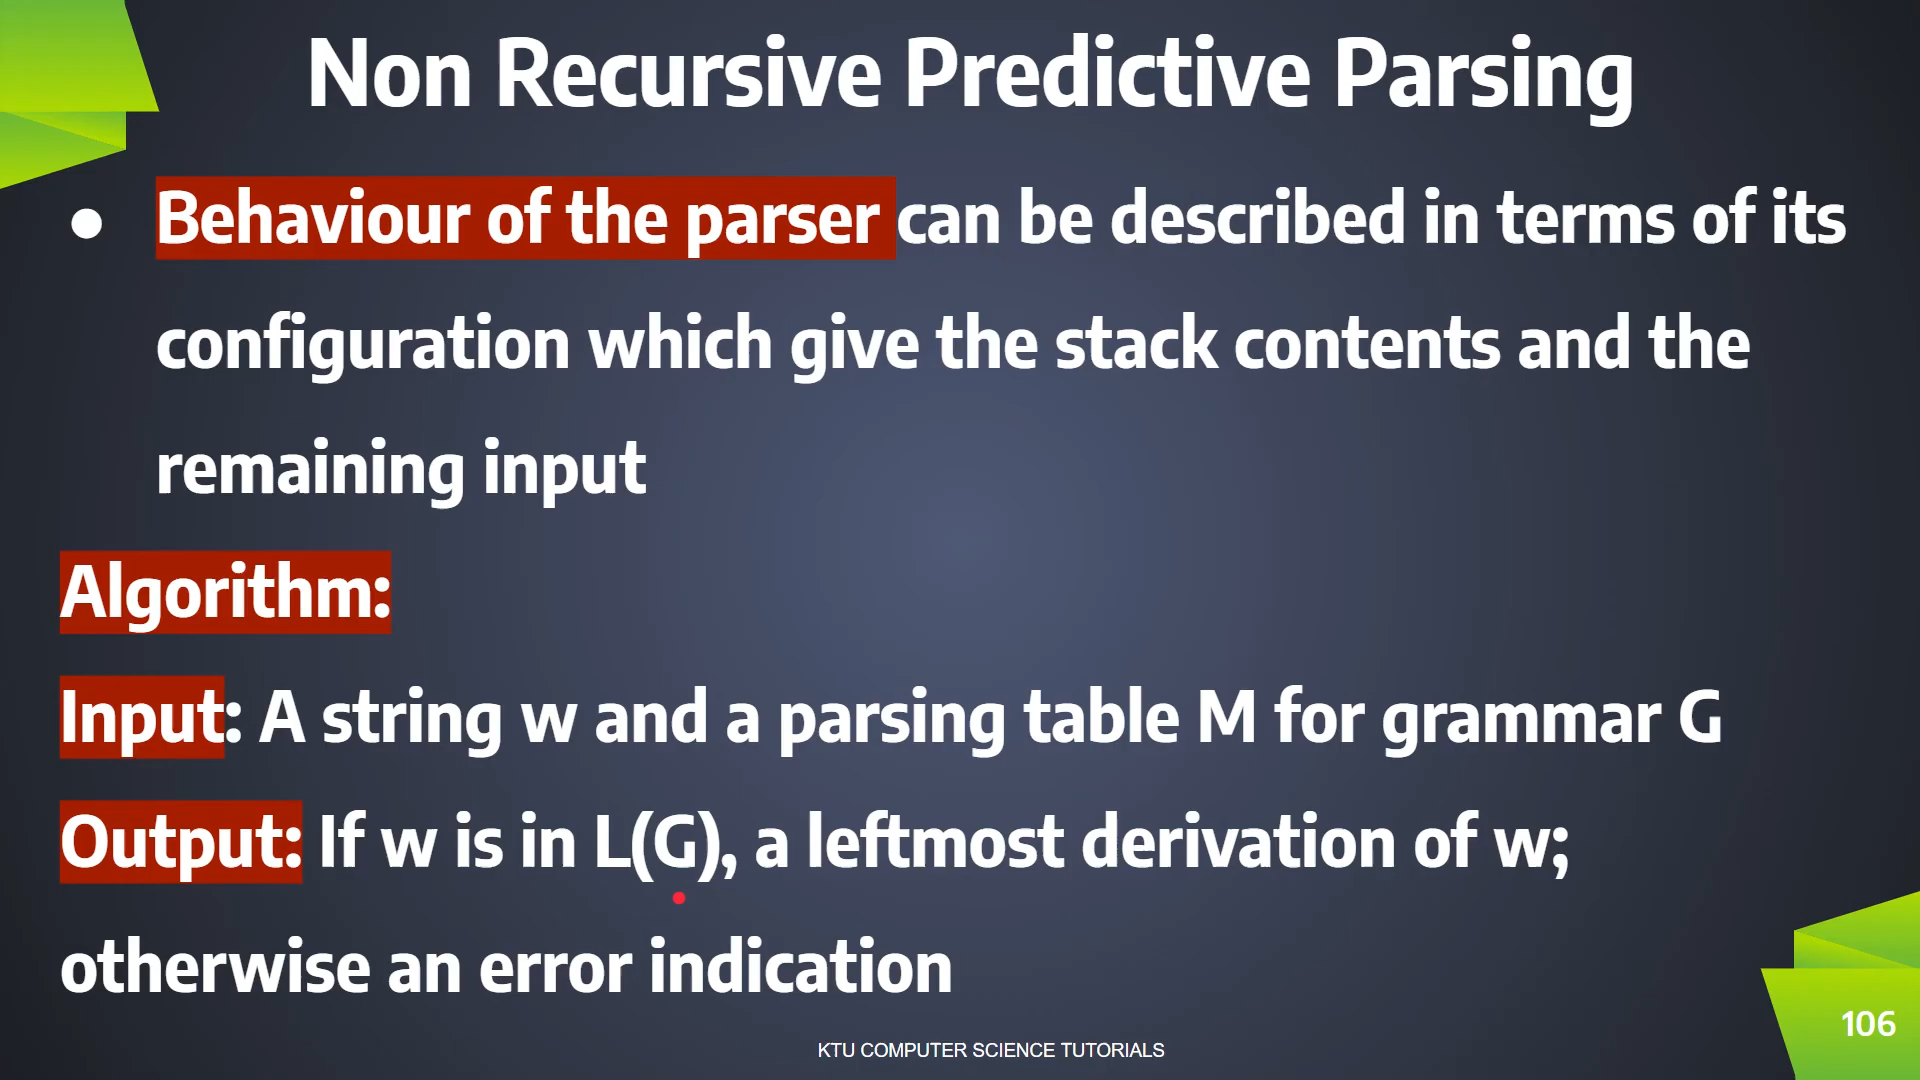 Non Recursive Predictive Parsing
● Behaviour of the parser can be described in terms of its
configuration which give the stack contents and the
remaining input
Algorithm:
Input: A string w and a parsing table M for grammar G
Output: If w is in L(G), a leftmost derivation of w;
otherwise an error indication
106
KTU COMPUTER SCIENCE TUTORIALS